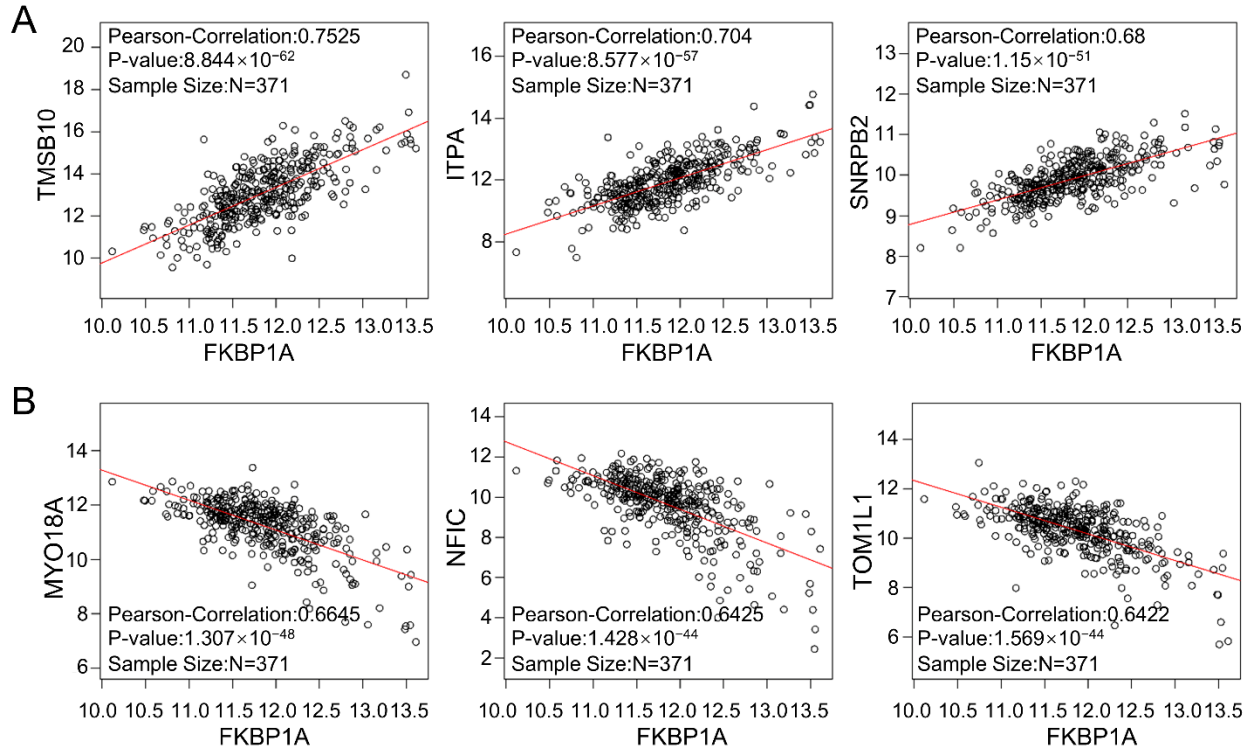 A
Pearson-Correlation:0.7525
P-value:8.844×10⁻⁶²
Sample Size:N=371
TMSB10
20
18
16
14
12
10
10.0 10.5 11.0 11.5 12.0 12.5 13.0 13.5
FKBP1A
Pearson-Correlation:0.704
P-value:8.577×10⁻⁵⁷
Sample Size:N=371
ITPA
16
14
12
10
8
10.0 10.5 11.0 11.5 12.0 12.5 13.0 13.5
FKBP1A
Pearson-Correlation:0.68
P-value:1.15×10⁻⁵¹
Sample Size:N=371
SNRPB2
13
12
11
10
9
8
7
10.0 10.5 11.0 11.5 12.0 12.5 13.0 13.5
FKBP1A
B
MYO18A
14
12
10
8
6
Pearson-Correlation:0.6645
P-value:1.307×10⁻⁴⁸
Sample Size:N=371
10.0 10.5 11.0 11.5 12.0 12.5 13.0 13.5
FKBP1A
NFIC
14
12
10
8
6
4
2
Pearson-Correlation:0.6425
P-value:1.428×10⁻⁴⁴
Sample Size:N=371
10.0 10.5 11.0 11.5 12.0 12.5 13.0 13.5
FKBP1A
TOM1L1
14
12
10
8
6
Pearson-Correlation:0.6422
P-value:1.569×10⁻⁴⁴
Sample Size:N=371
10.0 10.5 11.0 11.5 12.0 12.5 13.0 13.5
FKBP1A